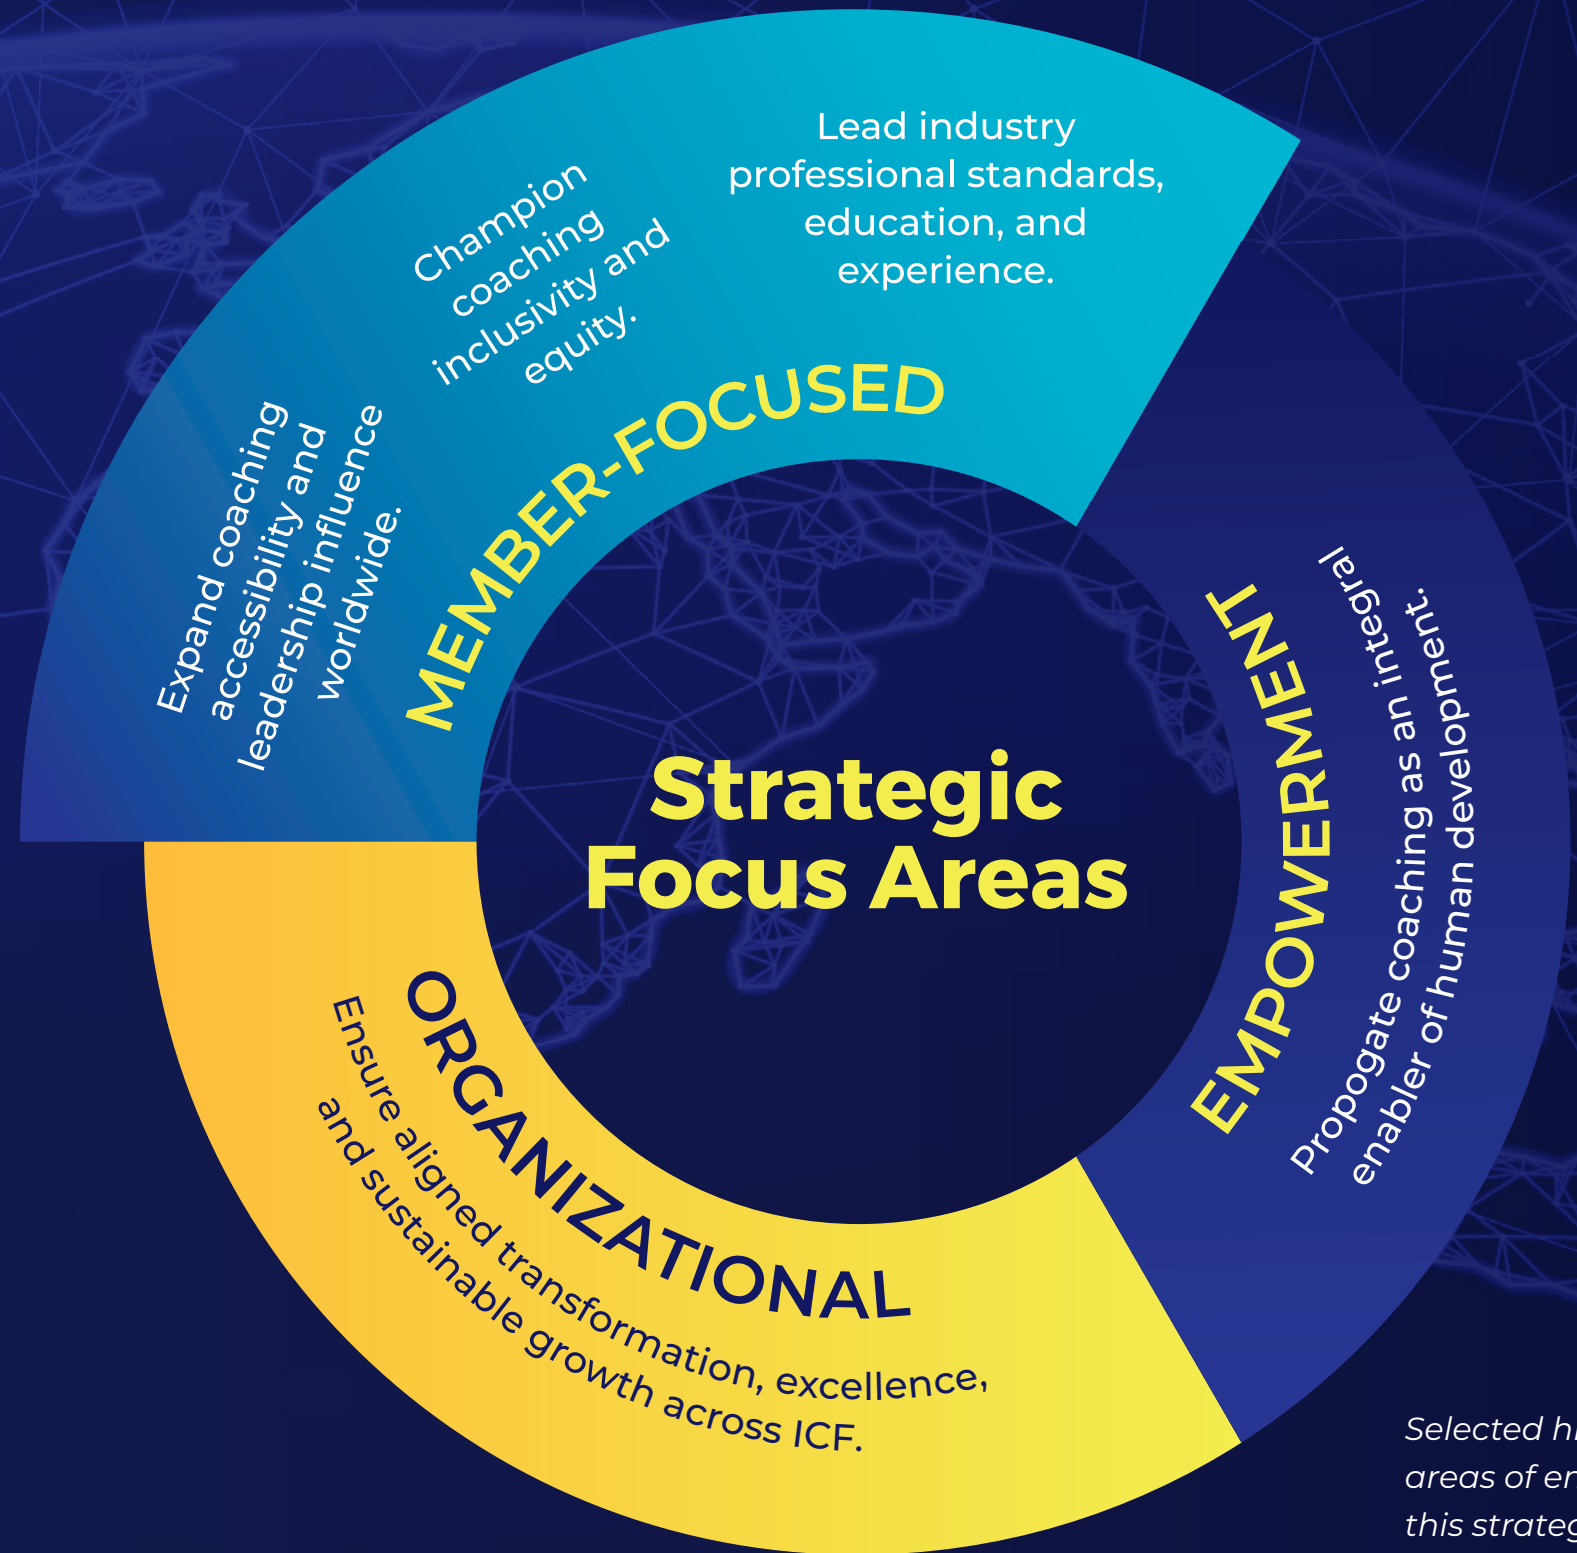 Strategic
Focus Areas
MEMBER-FOCUSED
Expand coaching
accessibility and
leadership influence
worldwide.
Champion
coaching
inclusivity and
equity.
Lead industry
professional standards,
education, and
experience.
EMPOWERMENT
Propogate coaching as an integral
enabler of human development.
ORGANIZATIONAL
Ensure aligned transformation, excellence,
and sustainable growth across ICF.
Selected
areas of
this